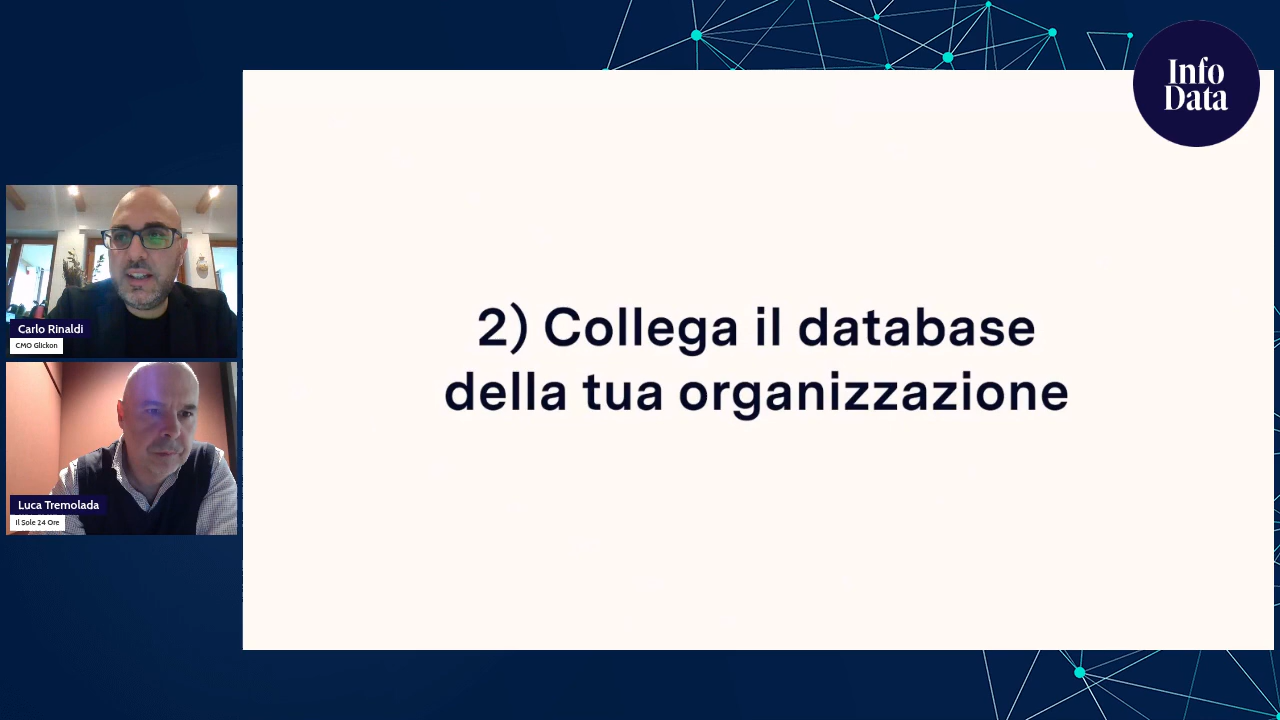 Info
Data
2) Collega il database
della tua organizzazione
Carlo Rinaldi
CMO Glickon
Luca Tremolada
Il Sole 24 Ore